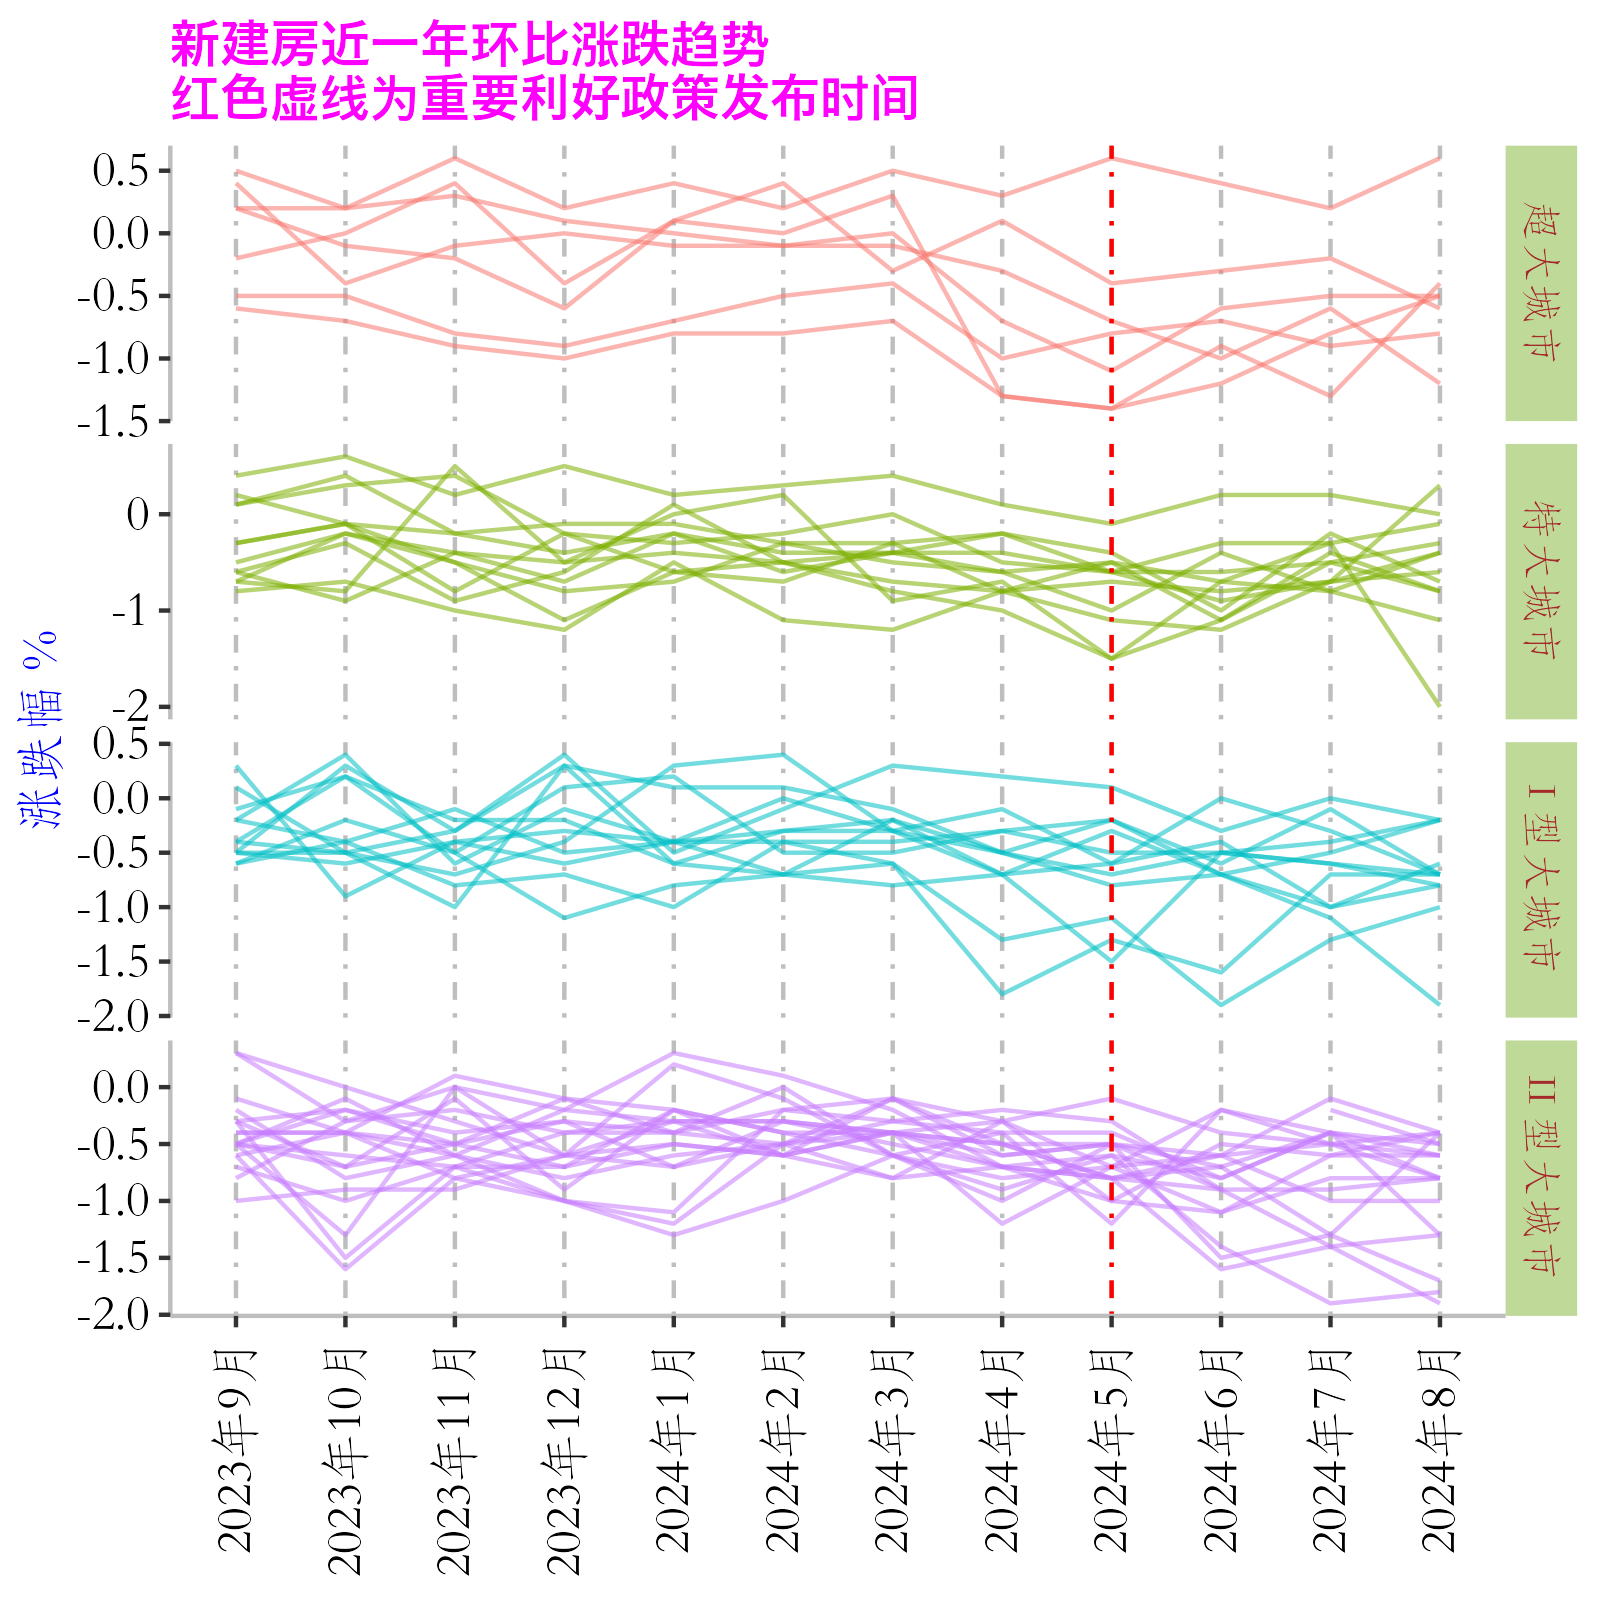 新建房近一年环比涨跌趋势
红色虚线为重要利好政策发布时间
涨跌幅 %
0.5
0.0
-0.5
-1.0
-1.5
超大城市
0
-1
-2
特大城市
0.5
0.0
-0.5
-1.0
-1.5
-2.0
I 型大城市
0.0
-0.5
-1.0
-1.5
-2.0
II 型大城市
2023年9月
2023年10月
2023年11月
2023年12月
2024年1月
2024年2月
2024年3月
2024年4月
2024年5月
2024年6月
2024年7月
2024年8月